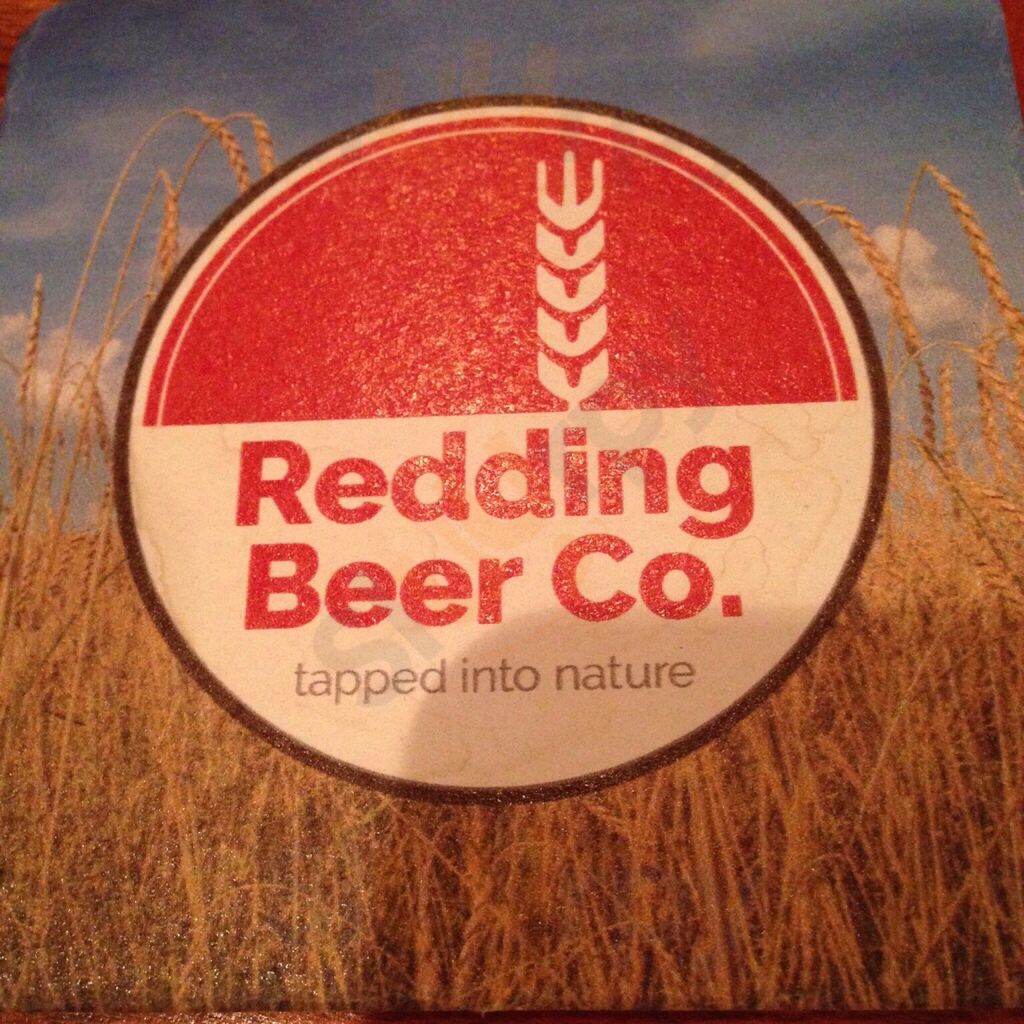 Redding
Beer Co.
tapped into nature